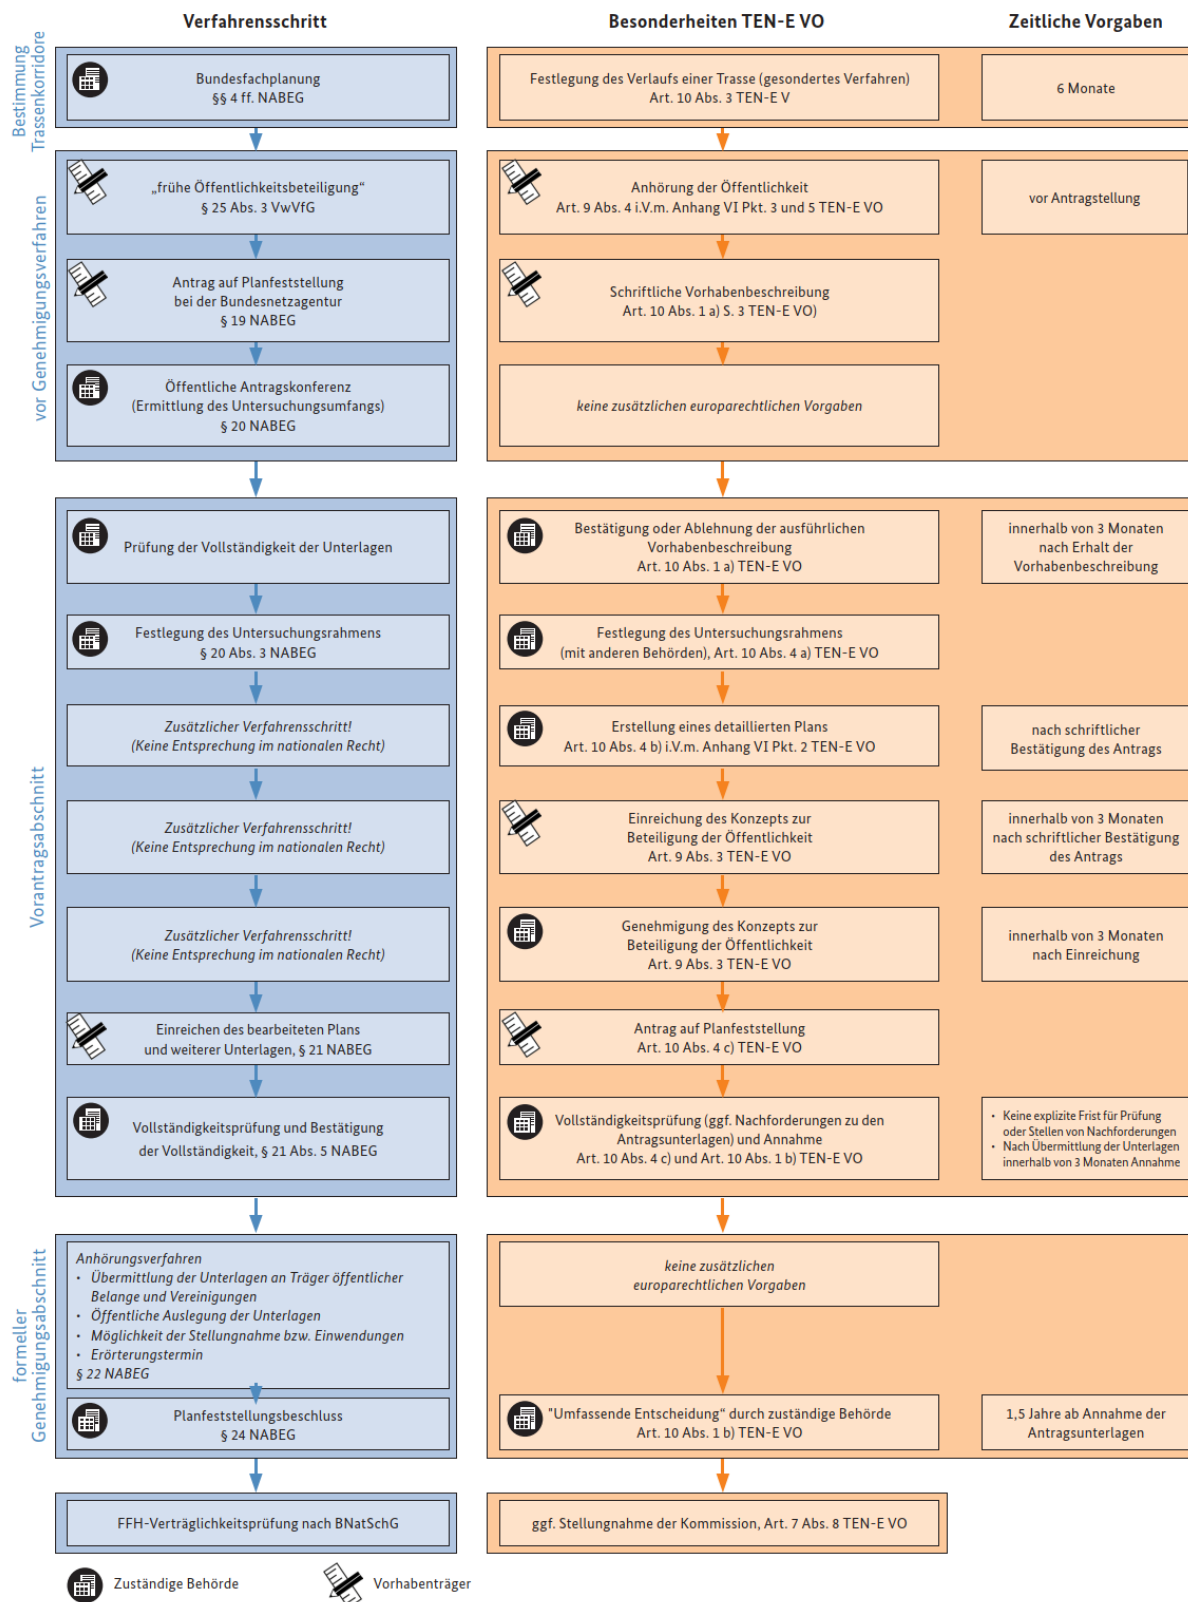 Verfahrensschritt
Besonderheiten TEN-E VO
Zeitliche Vorgaben
Bestimmung
Trassenkorridore
Bundesfachplanung
§§ 4 ff. NABEG
Festlegung des Verlaufs einer Trasse (gesondertes Verfahren)
Art. 10 Abs. 3 TEN-E V
6 Monate
vor Genehmigungsverfahren
„frühe Öffentlichkeitsbeteiligung“
§ 25 Abs. 3 VwVfG
Anhörung der Öffentlichkeit
Art. 9 Abs. 4 i.V.m. Anhang VI Pkt. 3 und 5 TEN-E VO
vor Antragstellung
Antrag auf Planfeststellung
bei der Bundesnetzagentur
§ 19 NABEG
Schriftliche Vorhabenbeschreibung
Art. 10 Abs. 1 a) S. 3 TEN-E VO)
Öffentliche Antragskonferenz
(Ermittlung des Untersuchungsumfangs)
§ 20 NABEG
keine zusätzlichen europarechtlichen Vorgaben
Vorantragsabschnitt
Prüfung der Vollständigkeit der Unterlagen
Bestätigung oder Ablehnung der ausführlichen
Vorhabenbeschreibung
Art. 10 Abs. 1 a) TEN-E VO
innerhalb von 3 Monaten
nach Erhalt der
Vorhabenbeschreibung
Festlegung des Untersuchungsrahmens
§ 20 Abs. 3 NABEG
Festlegung des Untersuchungsrahmens
(mit anderen Behörden), Art. 10 Abs. 4 a) TEN-E VO
Zusätzlicher Verfahrensschritt!
(Keine Entsprechung im nationalen Recht)
Erstellung eines detaillierten Plans
Art. 10 Abs. 4 b) i.V.m. Anhang VI Pkt. 2 TEN-E VO
nach schriftlicher
Bestätigung des Antrags
Zusätzlicher Verfahrensschritt!
(Keine Entsprechung im nationalen Recht)
Einreichung des Konzepts zur
Beteiligung der Öffentlichkeit
Art. 9 Abs. 3 TEN-E VO
innerhalb von 3 Monaten
nach schriftlicher Bestätigung
des Antrags
Zusätzlicher Verfahrensschritt!
(Keine Entsprechung im nationalen Recht)
Genehmigung des Konzepts zur
Beteiligung der Öffentlichkeit
Art. 9 Abs. 3 TEN-E VO
innerhalb von 3 Monaten
nach Einreichung
Einreichen des bearbeiteten Plans
und weiterer Unterlagen, § 21 NABEG
Antrag auf Planfeststellung
Art. 10 Abs. 4 c) TEN-E VO
Vollständigkeitsprüfung und Bestätigung
der Vollständigkeit, § 21 Abs. 5 NABEG
Vollständigkeitsprüfung (ggf. Nachforderungen zu den
Antragsunterlagen) und Annahme
Art. 10 Abs. 4 c) und Art. 10 Abs. 1 b) TEN-E VO
• Keine explizite Frist für Prüfung
oder Stellen von Nachforderungen
• Nach Übermittlung der Unterlagen
innerhalb von 3 Monaten Annahme
formeller
Genehmigungsabschnitt
Anhörungsverfahren
• Übermittlung der Unterlagen an Träger öffentlicher
Belange und Vereinigungen
• Öffentliche Auslegung der Unterlagen
• Möglichkeit der Stellungnahme bzw. Einwendungen
• Erörterungstermin
§ 22 NABEG
keine zusätzlichen
europarechtlichen Vorgaben
Planfeststellungsbeschluss
§ 24 NABEG
"Umfassende Entscheidung“ durch zuständige Behörde
Art. 10 Abs. 1 b) TEN-E VO
1,5 Jahre ab Annahme der
Antragsunterlagen
FFH-Verträglichkeitsprüfung nach BNatSchG
ggf. Stellungnahme der Kommission, Art. 7 Abs. 8 TEN-E VO
Zuständige Behörde
Vorhabenträger